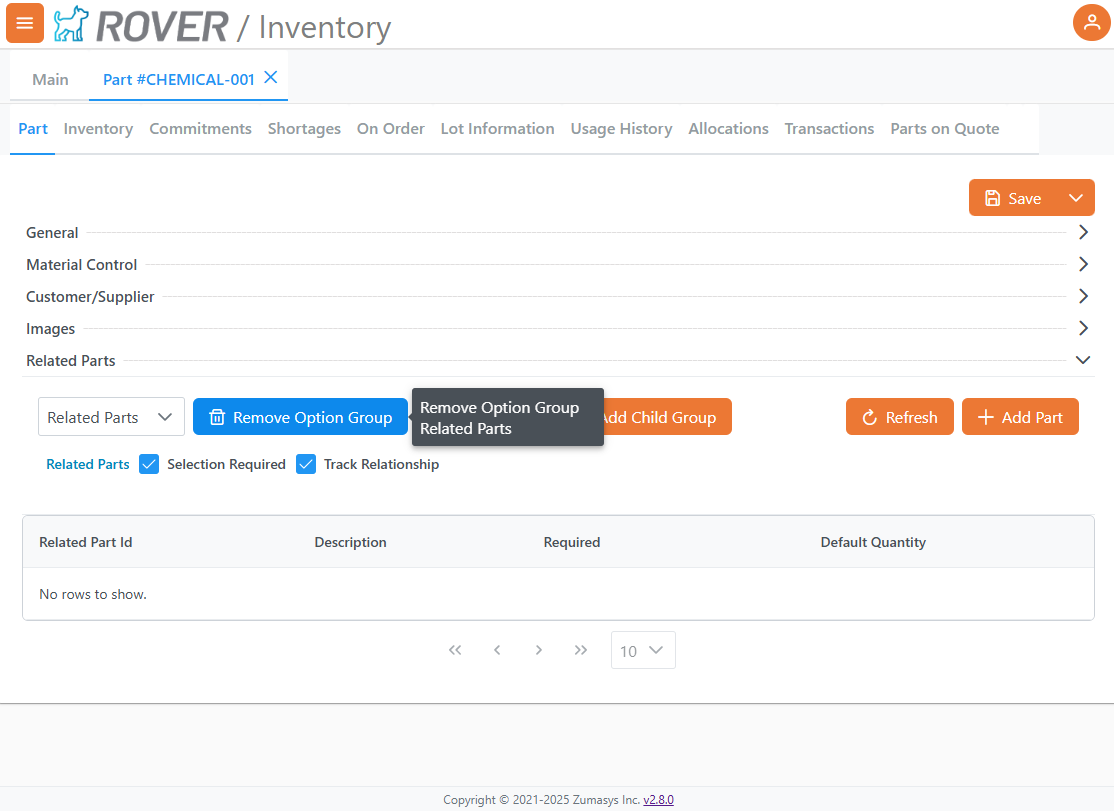 ROVER / Inventory
Main
Part #CHEMICAL-001
Part
Inventory
Commitments
Shortages
On Order
Lot Information
Usage History
Allocations
Transactions
Parts on Quote
Save
General
Material Control
Customer/Supplier
Images
Related Parts
Related Parts
Remove Option Group
Remove Option Group
Related Parts
Add Child Group
Refresh
Add Part
Related Parts
Selection Required
Track Relationship
Related Part Id
Description
Required
Default Quantity
No rows to show.
10
Copyright © 2021-2025 Zumasys Inc. v2.8.0